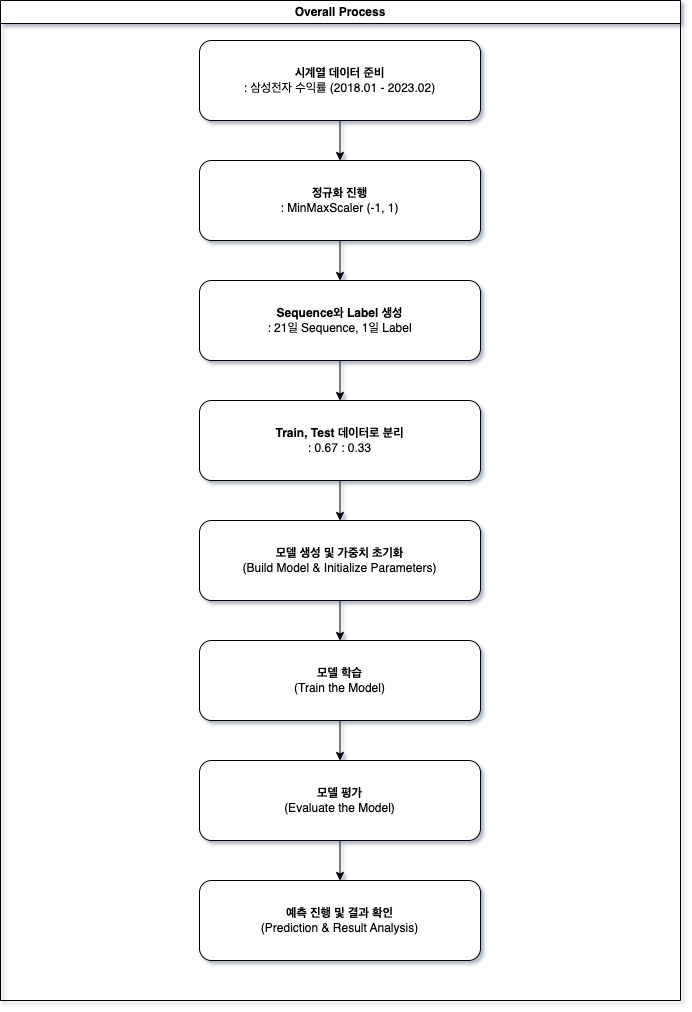 Overall Process
시계열 데이터 준비
: 삼성전자 수익률 (2018.01 - 2023.02)
정규화 진행
: MinMaxScaler (-1, 1)
Sequence와 Label 생성
: 21일 Sequence, 1일 Label
Train, Test 데이터로 분리
: 0.67 : 0.33
모델 생성 및 가중치 초기화
(Build Model & Initialize Parameters)
모델 학습
(Train the Model)
모델 평가
(Evaluate the Model)
예측 진행 및 결과 확인
(Prediction & Result Analysis)